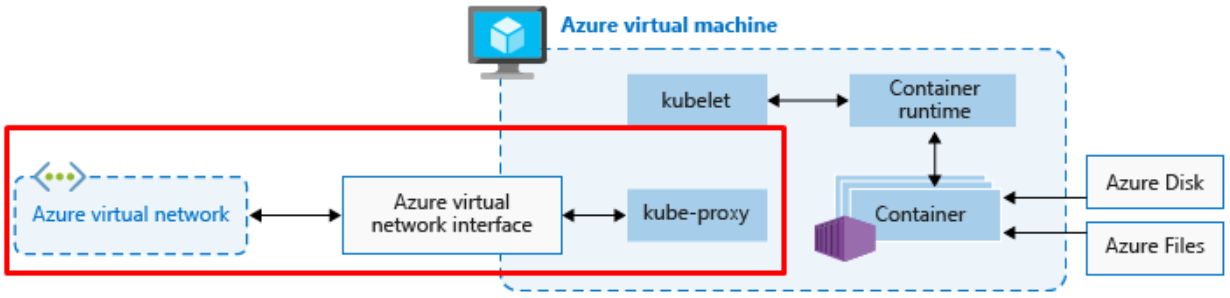 Azure virtual machine
kubelet
Container
runtime
Azure virtual network
Azure virtual
network interface
kube-proxy
Container
Azure Disk
Azure Files